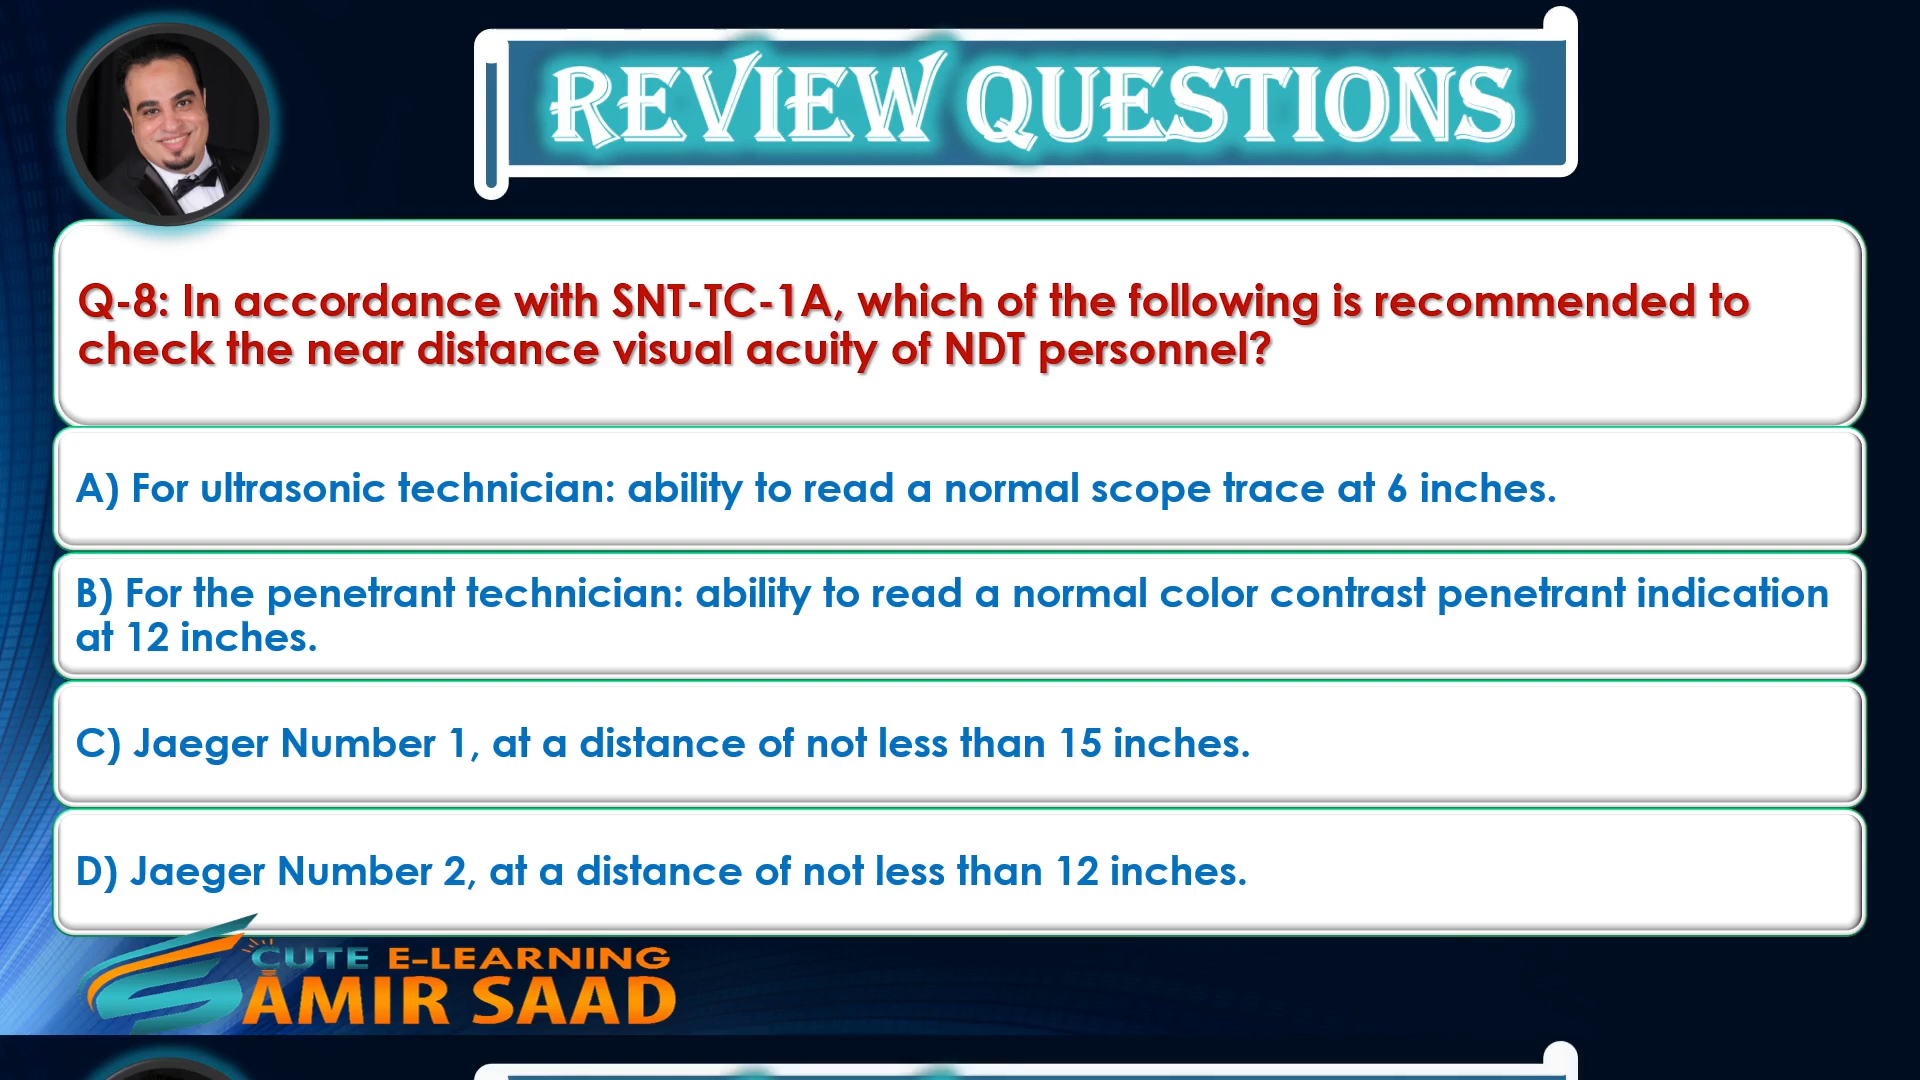 REVIEW QUESTIONS
Q-8: In accordance with SNT-TC-1A, which of the following is recommended to
check the near distance visual acuity of NDT personnel?
A) For ultrasonic technician: ability to read a normal scope trace at 6 inches.
B) For the penetrant technician: ability to read a normal color contrast penetrant indication
at 12 inches.
C) Jaeger Number 1, at a distance of not less than 15 inches.
D) Jaeger Number 2, at a distance of not less than 12 inches.
CUTE E-LEARNING
AMIR SAAD